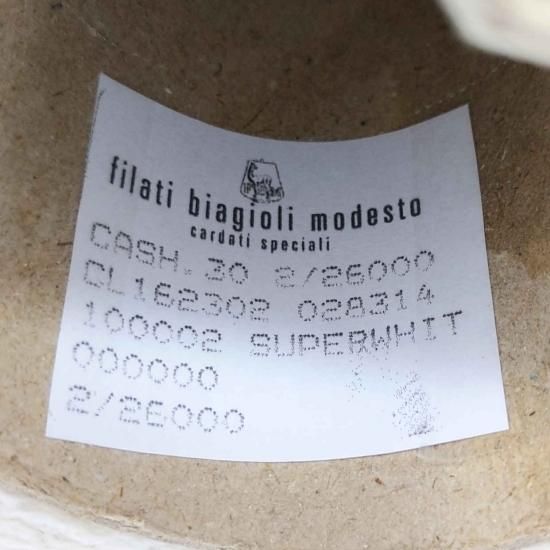 filati biagioli modesto
cardati speciali
CASH.30 2/26000
CL162302 028314
100002 SUPERWHIT
000000
2/26000